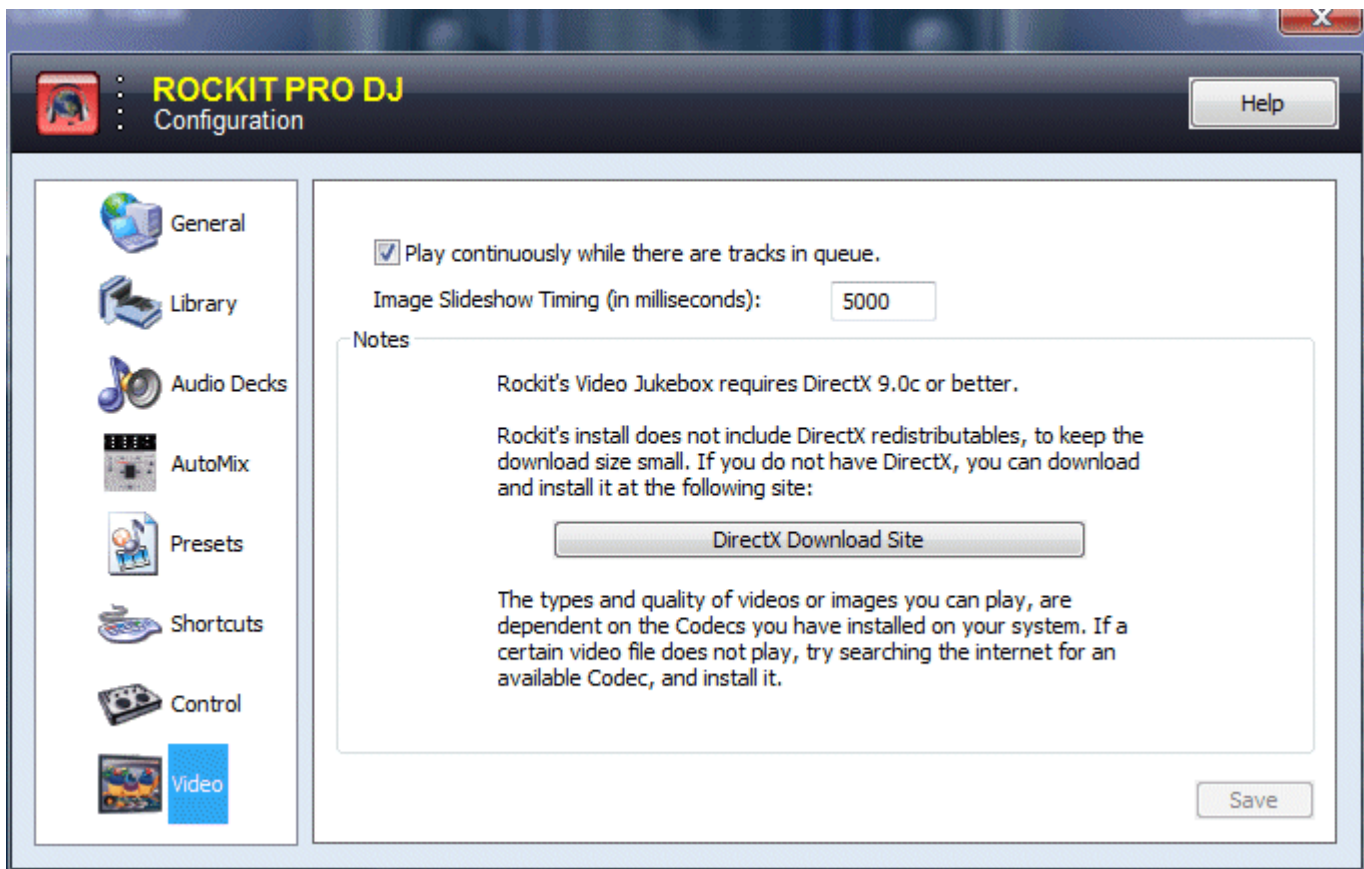 X
ROCKIT PRO DJ
Configuration
Help
General
Library
Audio Decks
AutoMix
Presets
Shortcuts
Control
Video
Play continuously while there are tracks in queue.
Image Slideshow Timing (in milliseconds): 5000
Notes
Rockit's Video Jukebox requires DirectX 9.0c or better.
Rockit's install does not include DirectX redistributables, to keep the
download size small. If you do not have DirectX, you can download
and install it at the following site:
DirectX Download Site
The types and quality of videos or images you can play, are
dependent on the Codecs you have installed on your system. If a
certain video file does not play, try searching the internet for an
available Codec, and install it.
Save